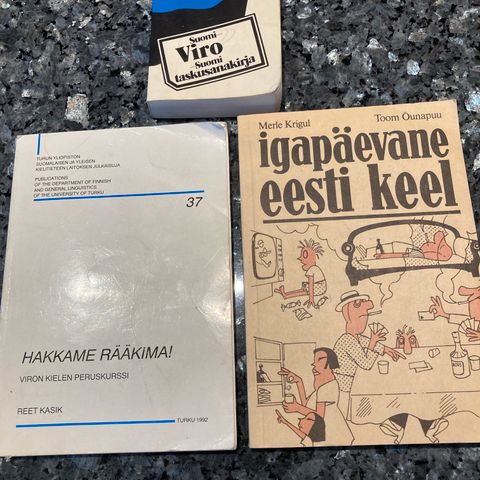 Suomi
Viro
Suomi
taskusanakirja
TURUN YLIOPISTON
SUOMALAISEN JA YLEISEN
KIELITIETEEN LAITOKSEN JULKAISUJA
PUBLICATIONS
OF THE DEPARTMENT OF FINNISH
AND GENERAL LINGUISTICS
OF THE UNIVERSITY OF TURKU
37
HAKKAME RÄÄKIMA!
VIRON KIELEN PERUSKURSSI
REET KASIK
TURKU 1992
Merle Krigul
Toom Õunapuu
igapäevane
eesti keel